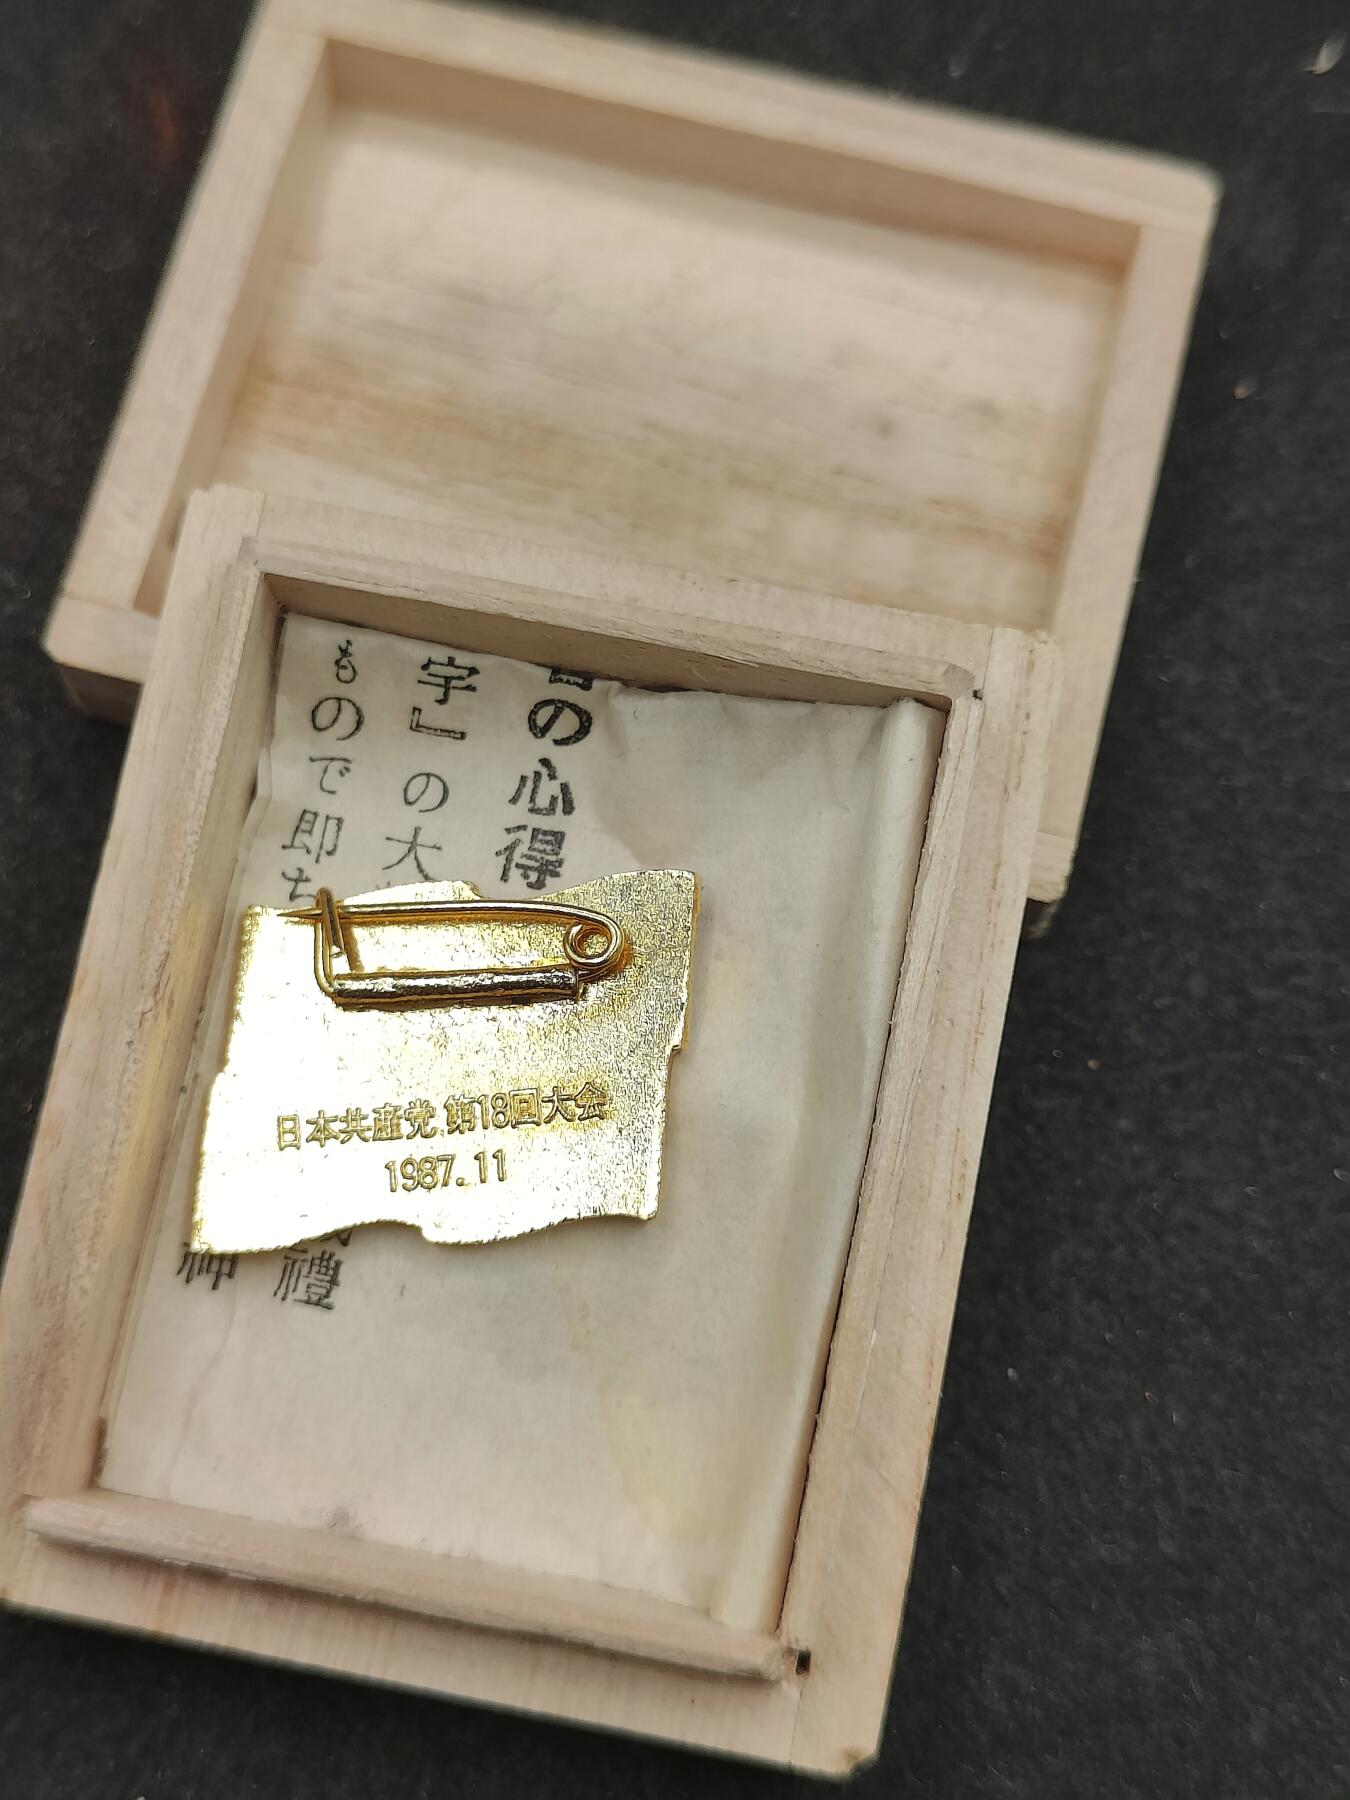 の心得
宇』の大
もので即ち
禮
神
日本共産党 第18回大会
1987.11